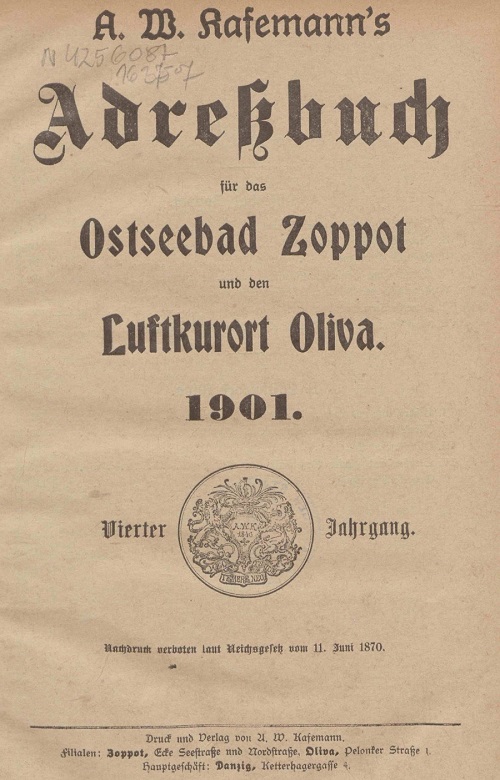 A. W. Kafemann's
N 4256087
Adreßbuch
für das
Ostseebad Zoppot
und den
Luftkurort Oliva.
1901.
Vierter Jahrgang.
A.W.K.
Nachdruck verboten laut Reichsgesetz vom 11. Juni 1870.
Druck und Verlag von A. W. Kafemann.
Filialen: Zoppot, Ecke Seestraße und Nordstraße, Oliva, Pelonker Straße 1.
Hauptgeschäft: Danzig, Ketterhagergasse 4.